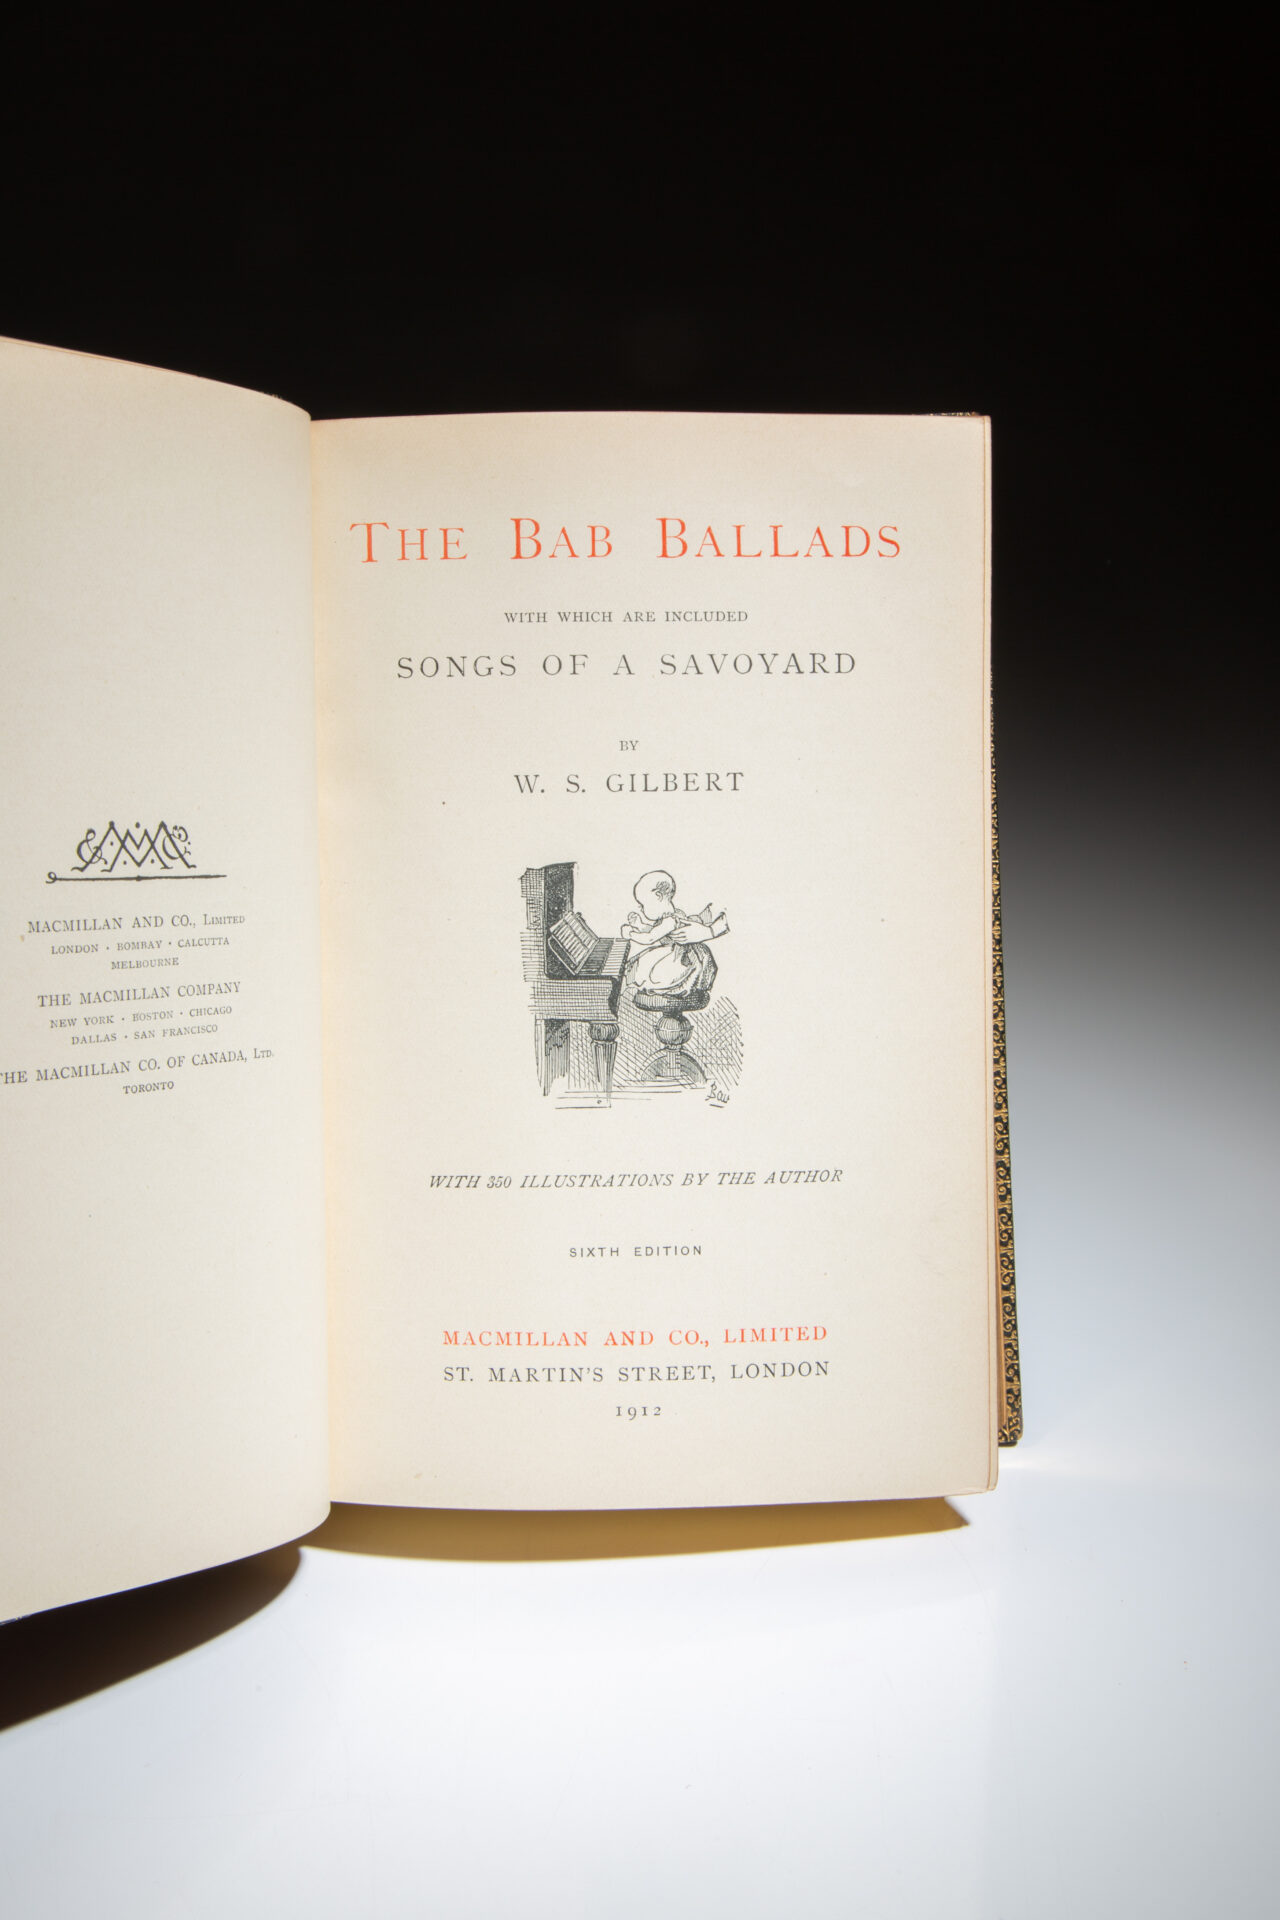 MACMILLAN AND CO., LIMITED
LONDON · BOMBAY · CALCUTTA
MELBOURNE
THE MACMILLAN COMPANY
NEW YORK · BOSTON · CHICAGO
DALLAS · SAN FRANCISCO
THE MACMILLAN CO. OF CANADA, LTD.
TORONTO
THE BAB BALLADS
WITH WHICH ARE INCLUDED
SONGS OF A SAVOYARD
BY
W. S. GILBERT
WITH 350 ILLUSTRATIONS BY THE AUTHOR
SIXTH EDITION
MACMILLAN AND CO., LIMITED
ST. MARTIN'S STREET, LONDON
1912